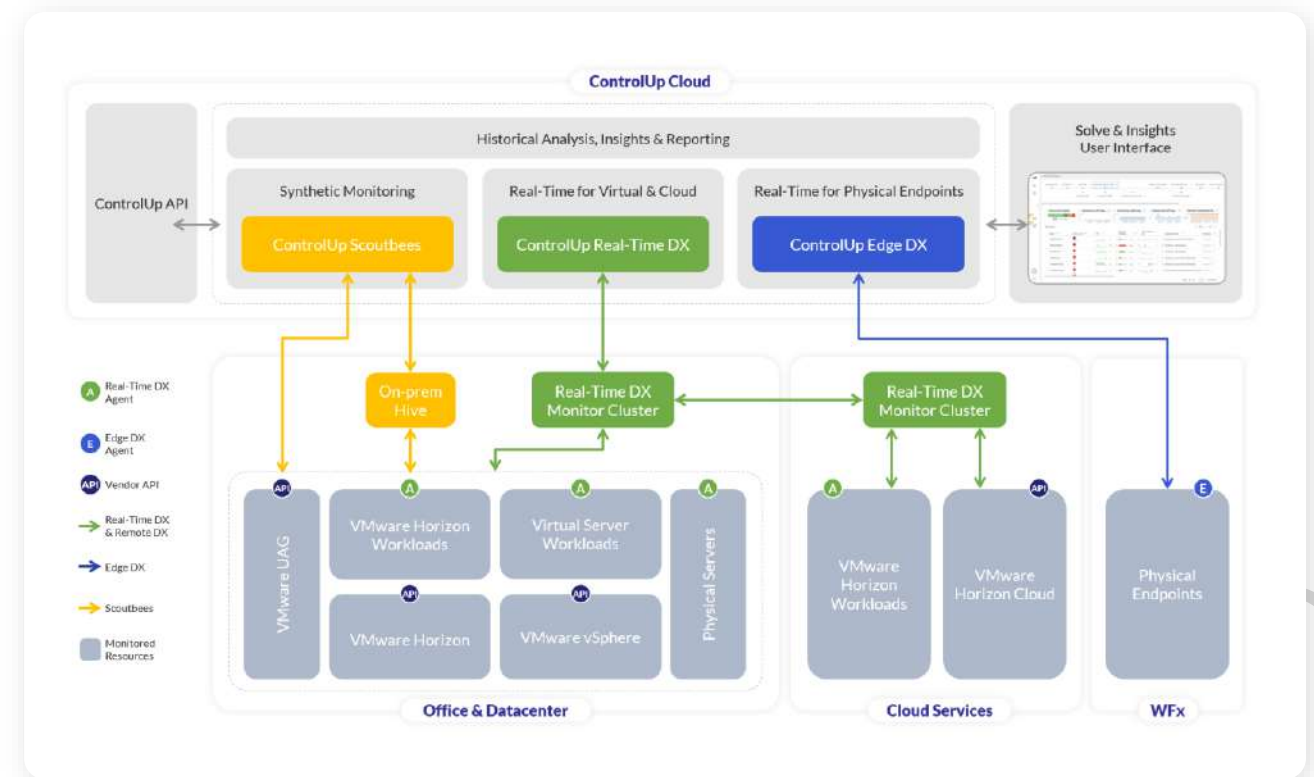 ControlUp Cloud
ControlUp API
Historical Analysis, Insights & Reporting
Synthetic Monitoring
ControlUp Scoutbees
Real-Time for Virtual & Cloud
ControlUp Real-Time DX
Real-Time for Physical Endpoints
ControlUp Edge DX
Solve & Insights
User Interface
A
Real-Time DX
Agent
E
Edge DX
Agent
API
Vendor API
Real-Time DX
& Remote DX
Edge DX
Scoutbees
Monitored
Resources
On-prem
Hive
Real-Time DX
Monitor Cluster
API
VMware UAG
A
VMware Horizon
Workloads
A
Virtual Server
Workloads
A
Physical Servers
API
VMware Horizon
API
VMware vSphere
Office & Datacenter
Real-Time DX
Monitor Cluster
A
VMware
Horizon
Workloads
API
VMware
Horizon Cloud
Cloud Services
E
Physical
Endpoints
WFx